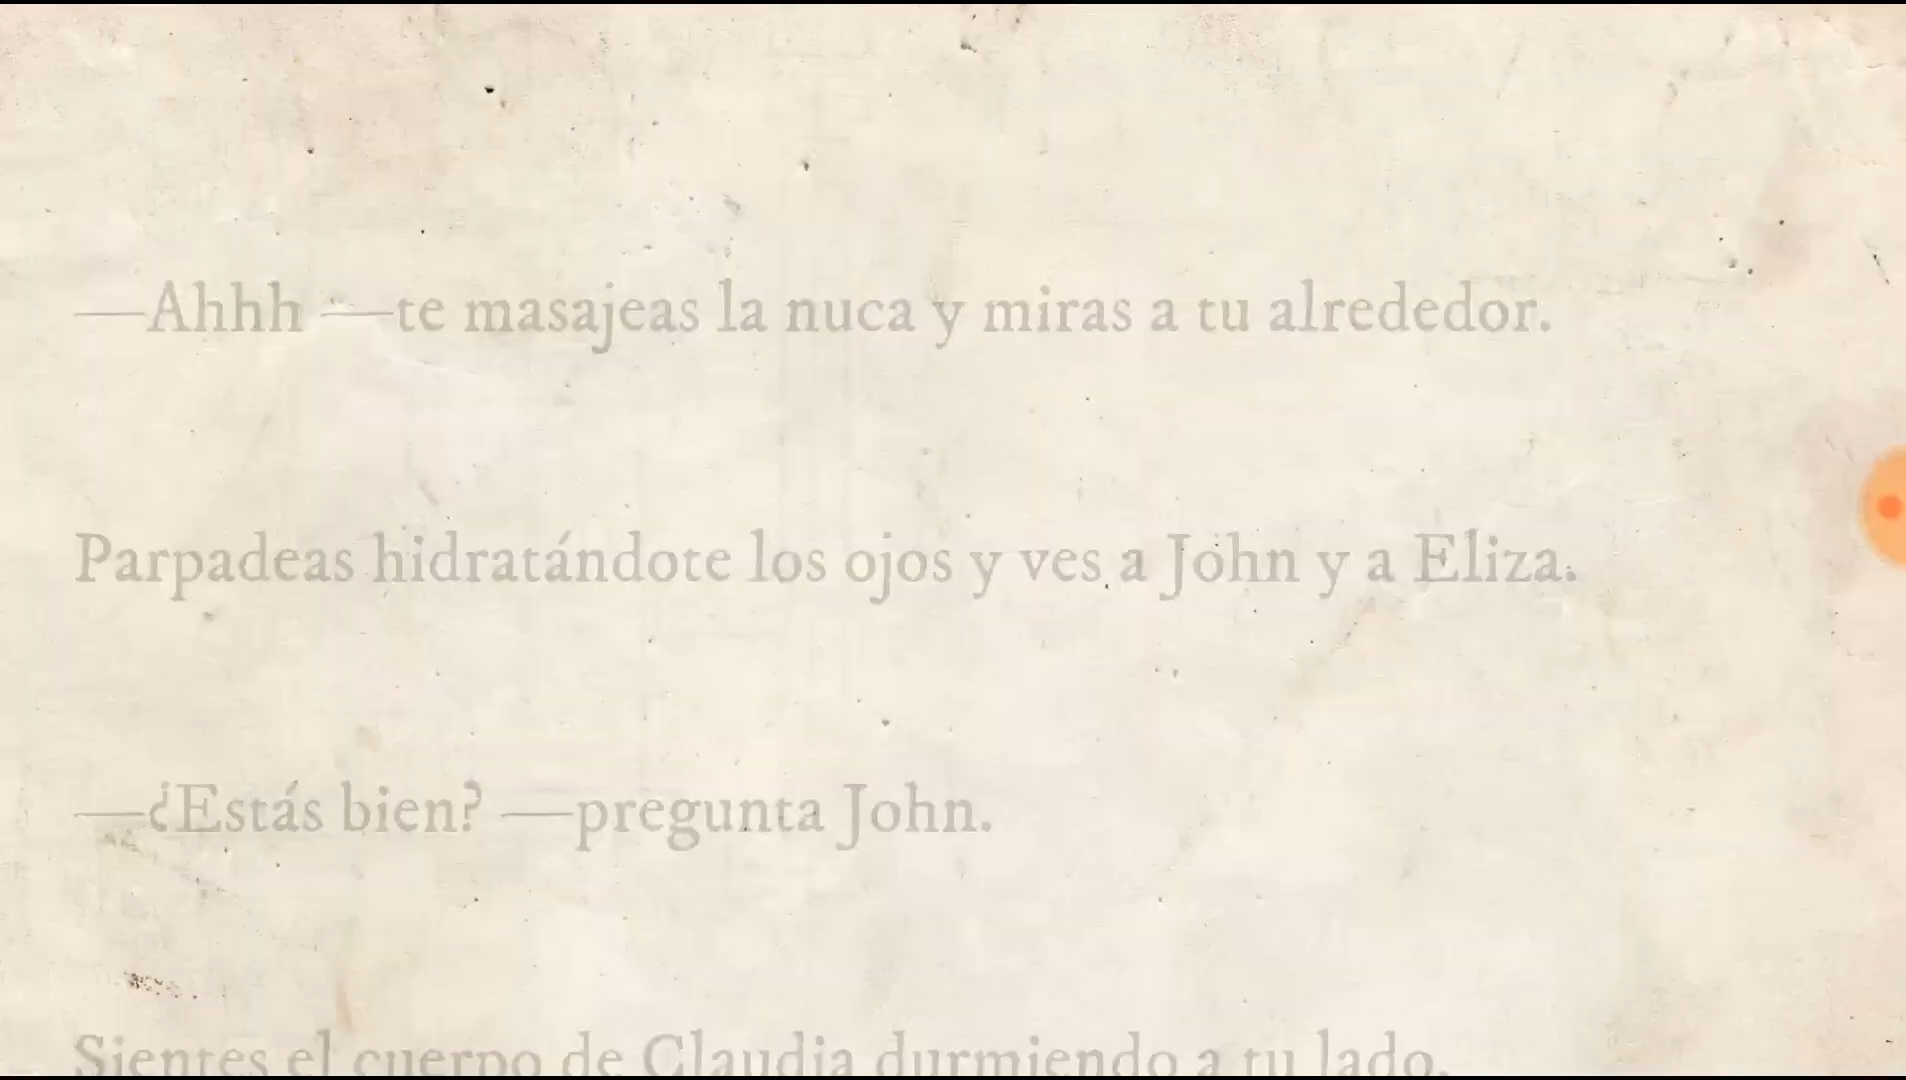 —Ahhh —te masajeas la nuca y miras a tu alrededor.
Parpadeas hidratándote los ojos y ves a John y a Eliza.
—¿Estás bien? —pregunta John.
Sientes el cuerpo de Claudia durmiendo a tu lado.